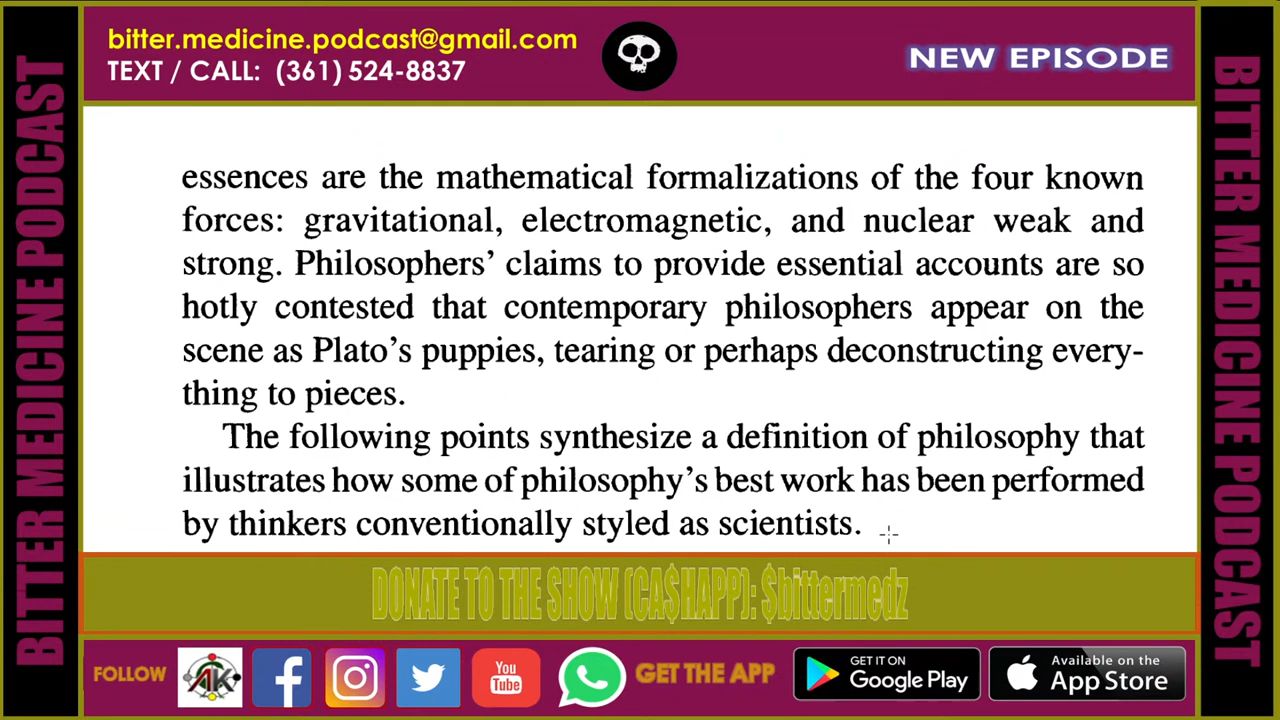 bitter.medicine.podcast@gmail.com
TEXT / CALL: (361) 524-8837
NEW EPISODE
BITTER MEDICINE PODCAST
essences are the mathematical formalizations of the four known
forces: gravitational, electromagnetic, and nuclear weak and
strong. Philosophers' claims to provide essential accounts are so
hotly contested that contemporary philosophers appear on the
scene as Plato's puppies, tearing or perhaps deconstructing every-
thing to pieces.
The following points synthesize a definition of philosophy that
illustrates how some of philosophy's best work has been performed
by thinkers conventionally styled as scientists.
BITTER MEDICINE PODCAST
DONATE TO THE SHOW (CA$HAPP): $bittermedz
FOLLOW
ATK
You
Tube
GET THE APP
GET IT ON
Google Play
Available on the
App Store